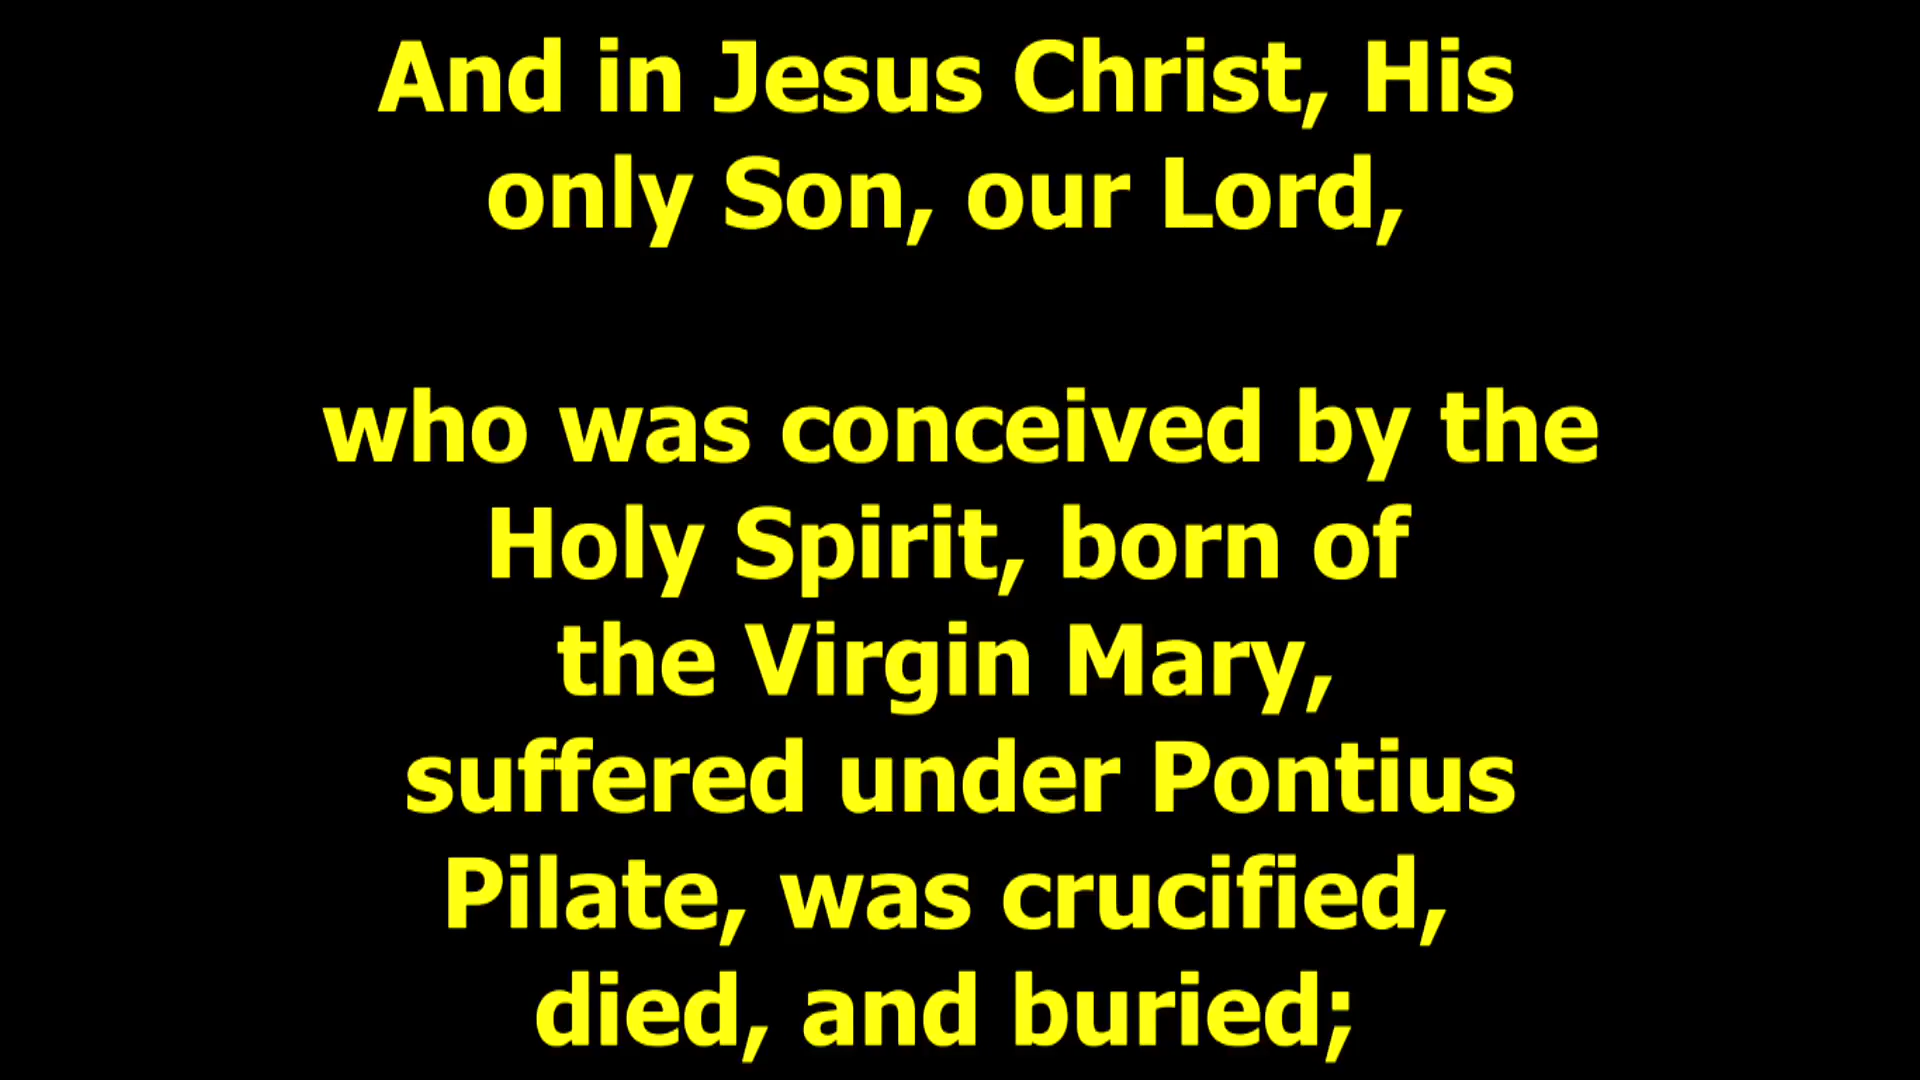 And in Jesus Christ, His
only Son, our Lord,
who was conceived by the
Holy Spirit, born of
the Virgin Mary,
suffered under Pontius
Pilate, was crucified,
died, and buried;